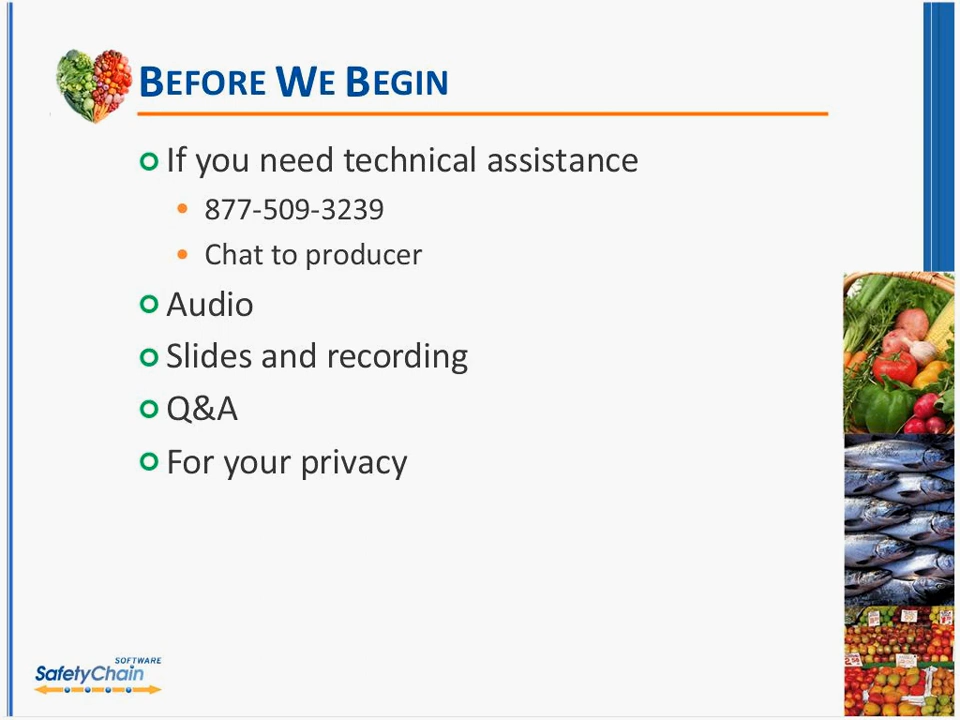 BEFORE WE BEGIN
If you need technical assistance
877-509-3239
Chat to producer
Audio
Slides and recording
Q&A
For your privacy
SOFTWARE
SafetyChain